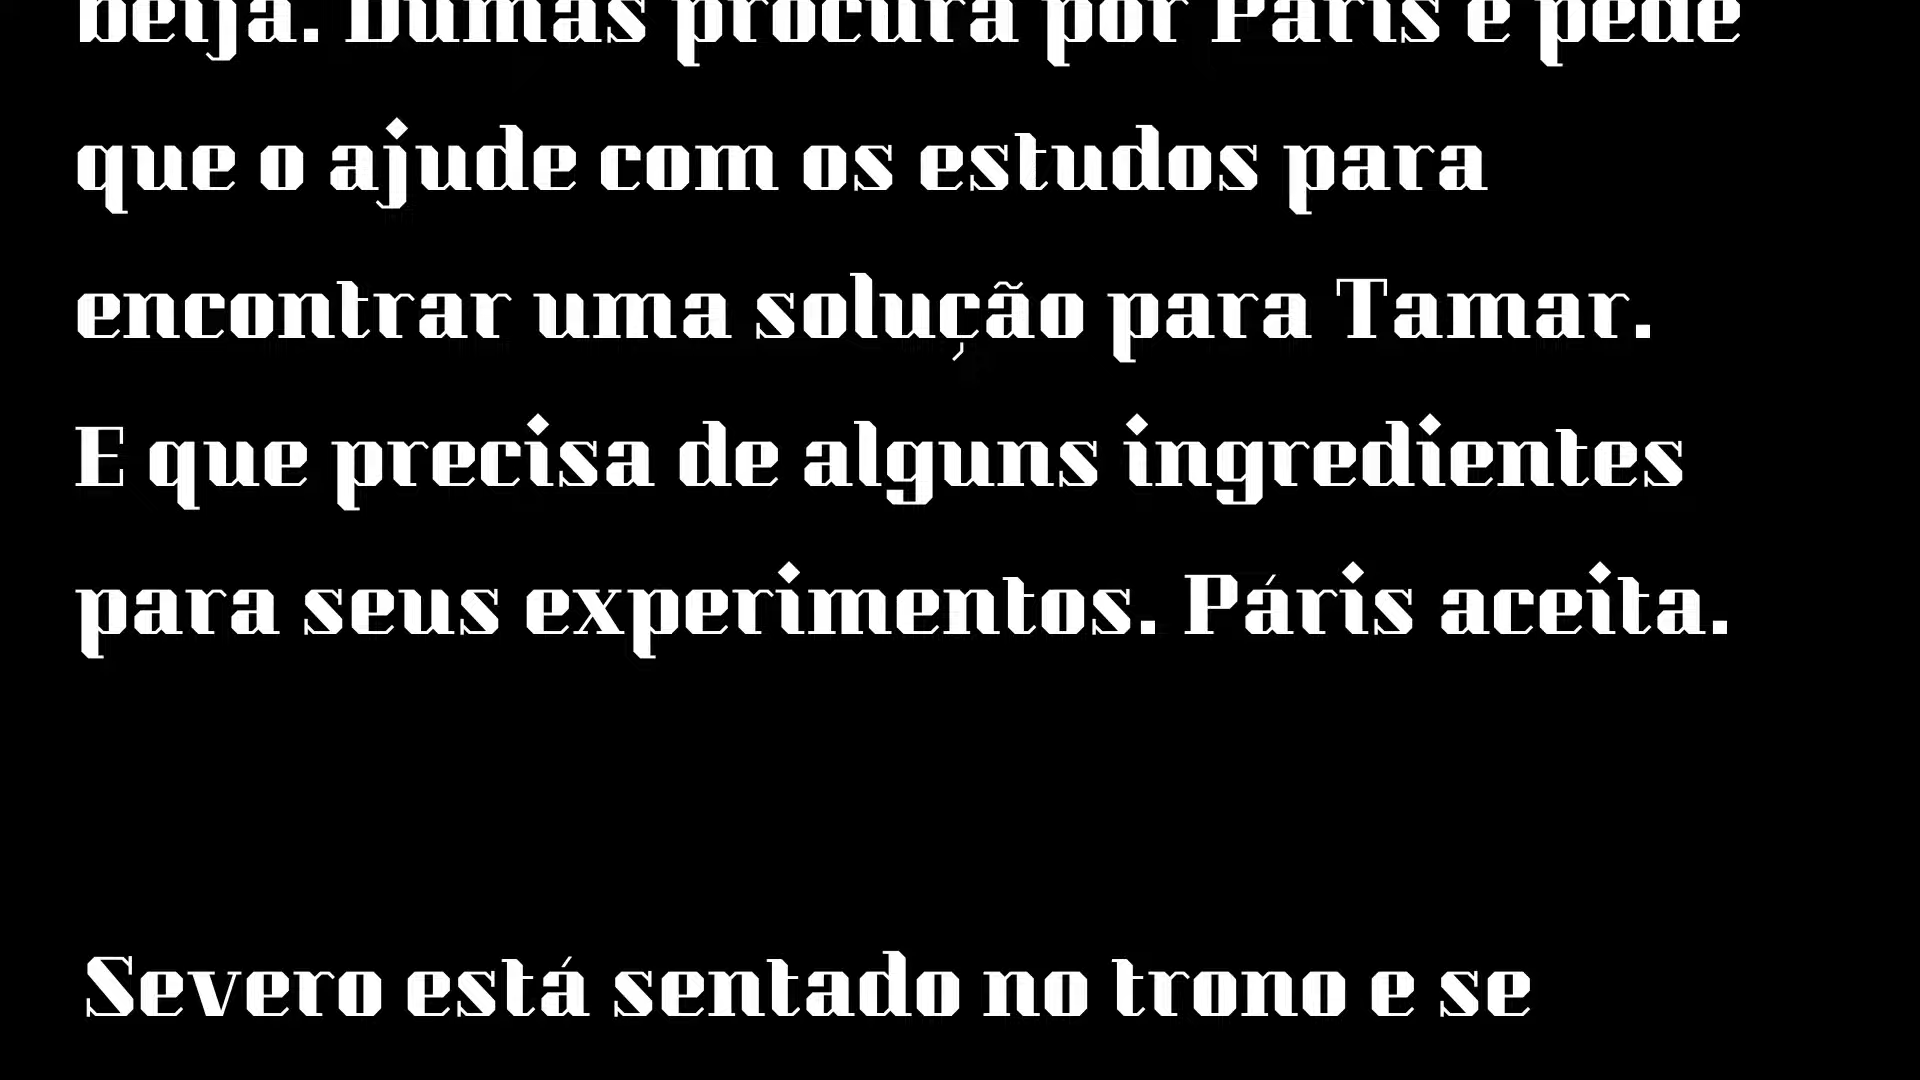 beija. Dumas procura por Páris e pede
que o ajude com os estudos para
encontrar uma solução para Tamar.
E que precisa de alguns ingredientes
para seus experimentos. Páris aceita.
Severo está sentado no trono e se